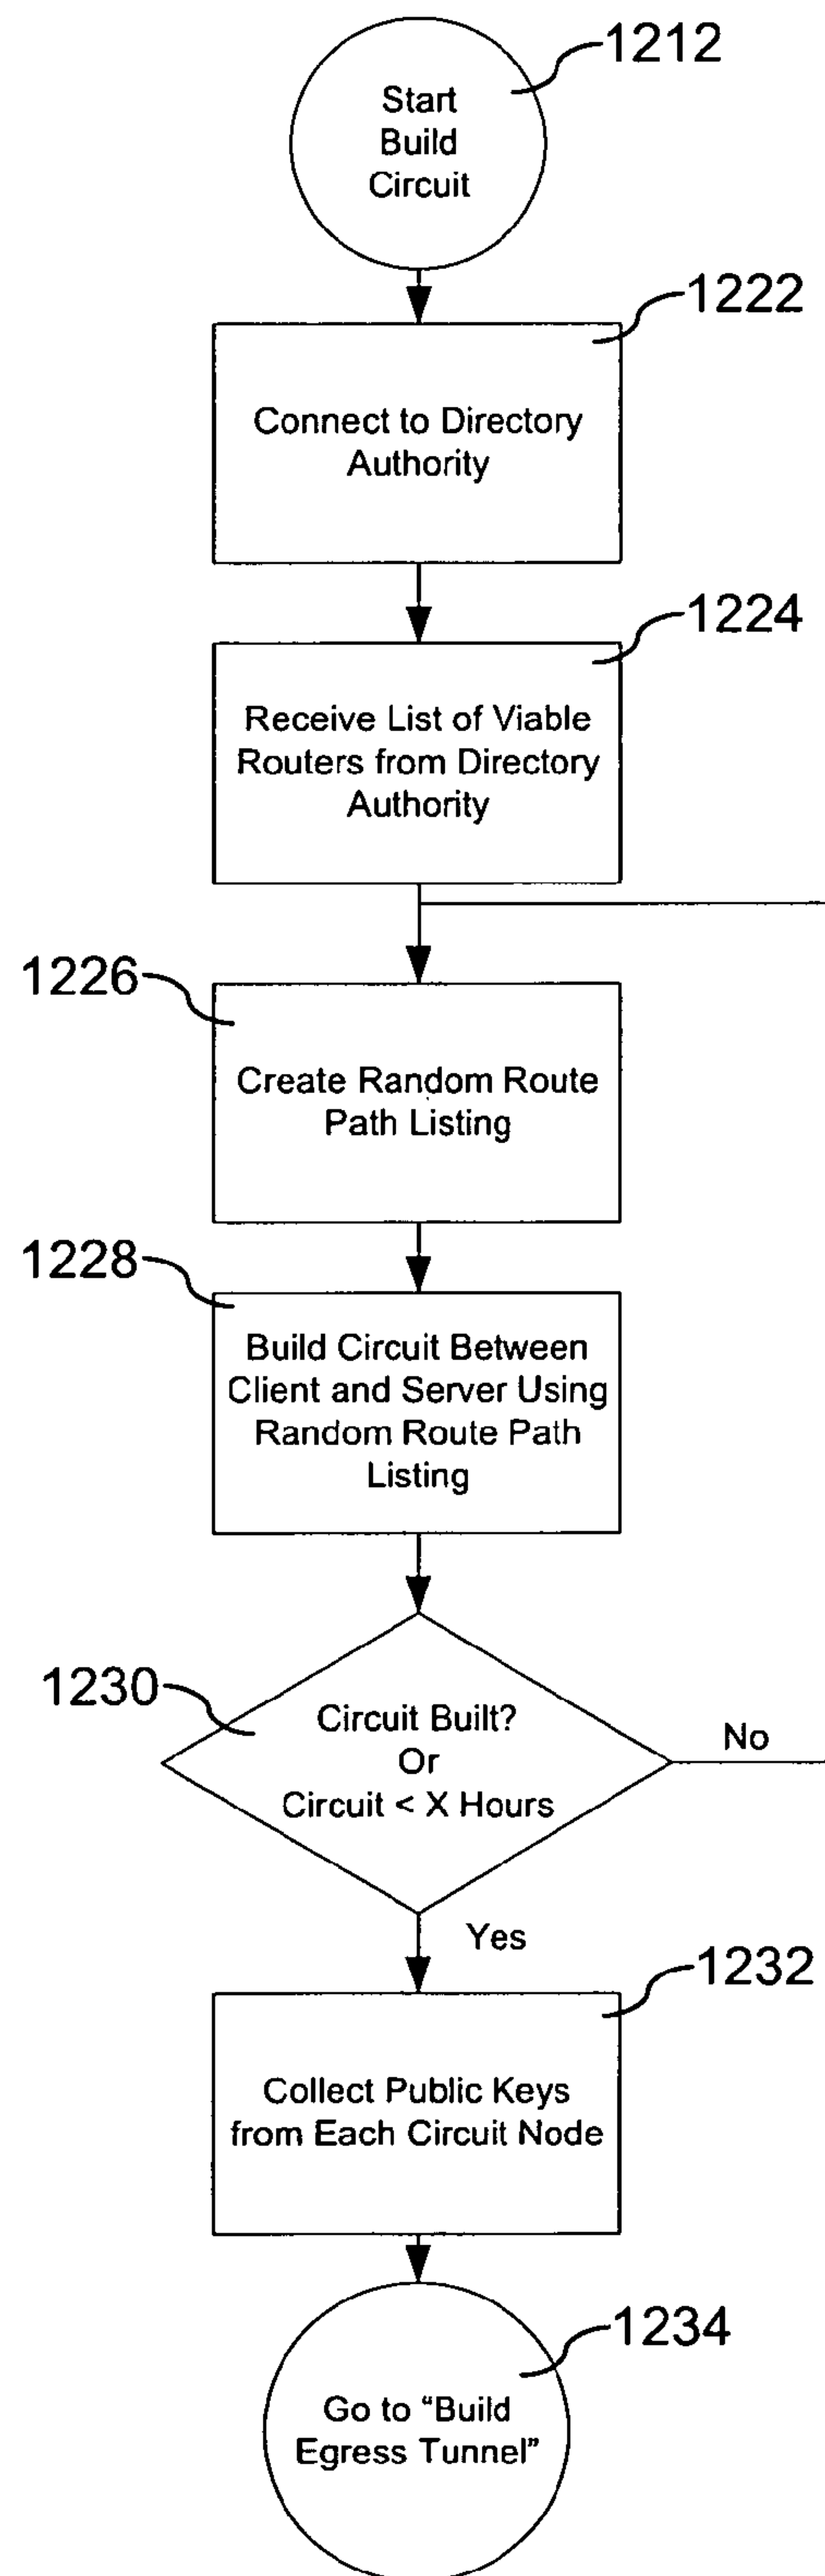 1212
Start
Build
Circuit
1222
Connect to Directory
Authority
1224
Receive List of Viable
Routers from Directory
Authority
1226
Create Random Route
Path Listing
1228
Build Circuit Between
Client and Server Using
Random Route Path
Listing
1230
Circuit Built?
Or
Circuit < X Hours
No
Yes
1232
Collect Public Keys
from Each Circuit Node
1234
Go to “Build
Egress Tunnel”